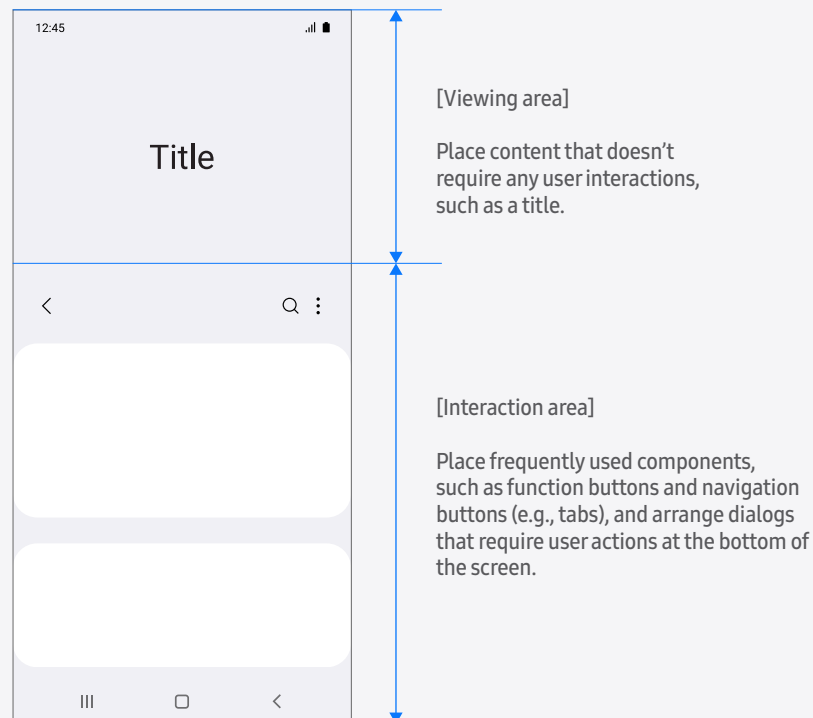 12:45
Title
[Viewing area]
Place content that doesn’t
require any user interactions,
such as a title.
[Interaction area]
Place frequently used components,
such as function buttons and navigation
buttons (e.g., tabs), and arrange dialogs
that require user actions at the bottom of
the screen.